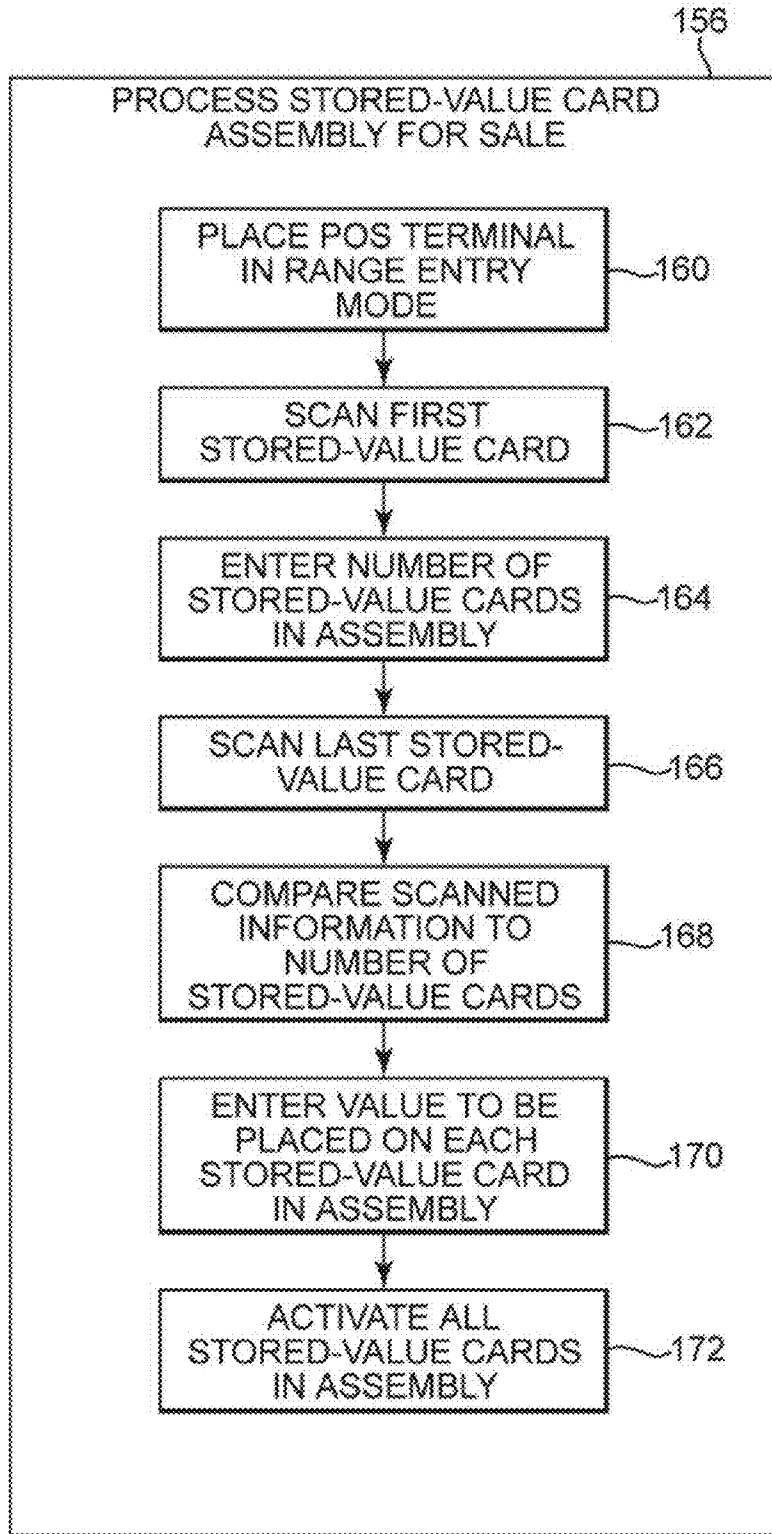 156
PROCESS STORED-VALUE CARD
ASSEMBLY FOR SALE
PLACE POS TERMINAL
IN RANGE ENTRY
MODE
160
SCAN FIRST
STORED-VALUE CARD
162
ENTER NUMBER OF
STORED-VALUE CARDS
IN ASSEMBLY
164
SCAN LAST STORED-
VALUE CARD
166
COMPARE SCANNED
INFORMATION TO
NUMBER OF
STORED-VALUE CARDS
168
ENTER VALUE TO BE
PLACED ON EACH
STORED-VALUE CARD
IN ASSEMBLY
170
ACTIVATE ALL
STORED-VALUE CARDS
IN ASSEMBLY
172